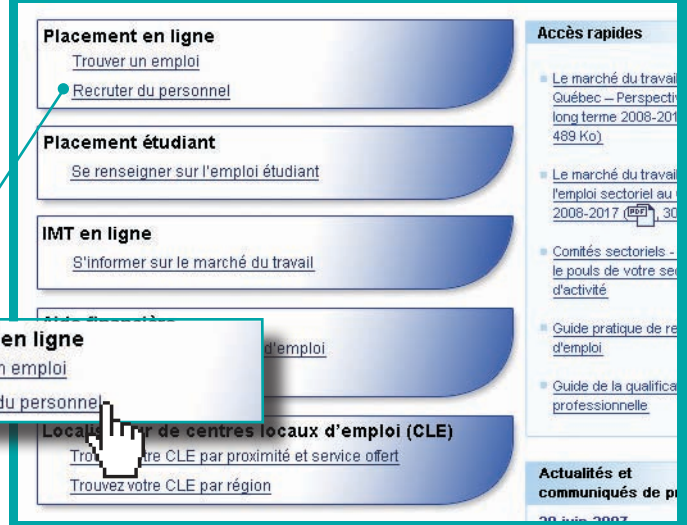 Placement en ligne
Trouver un emploi
Recruter du personnel
Placement étudiant
Se renseigner sur l'emploi étudiant
IMT en ligne
S'informer sur le marché du travail
d'emploi
en ligne
emploi
du personnel
de centres locaux d'emploi (CLE)
CLE par proximité et service offert
Trouvez votre CLE par région
Accès rapides
Le marché du travail
Québec – Perspecti
long terme 2008-201
489 Ko)
Le marché du travail
l'emploi sectoriel au
2008-2017 (PDF, 30
Comités sectoriels -
le pouls de votre sec
d'activité
Guide pratique de re
d'emploi
Guide de la qualifica
professionnelle
Actualités et
communiqués de p